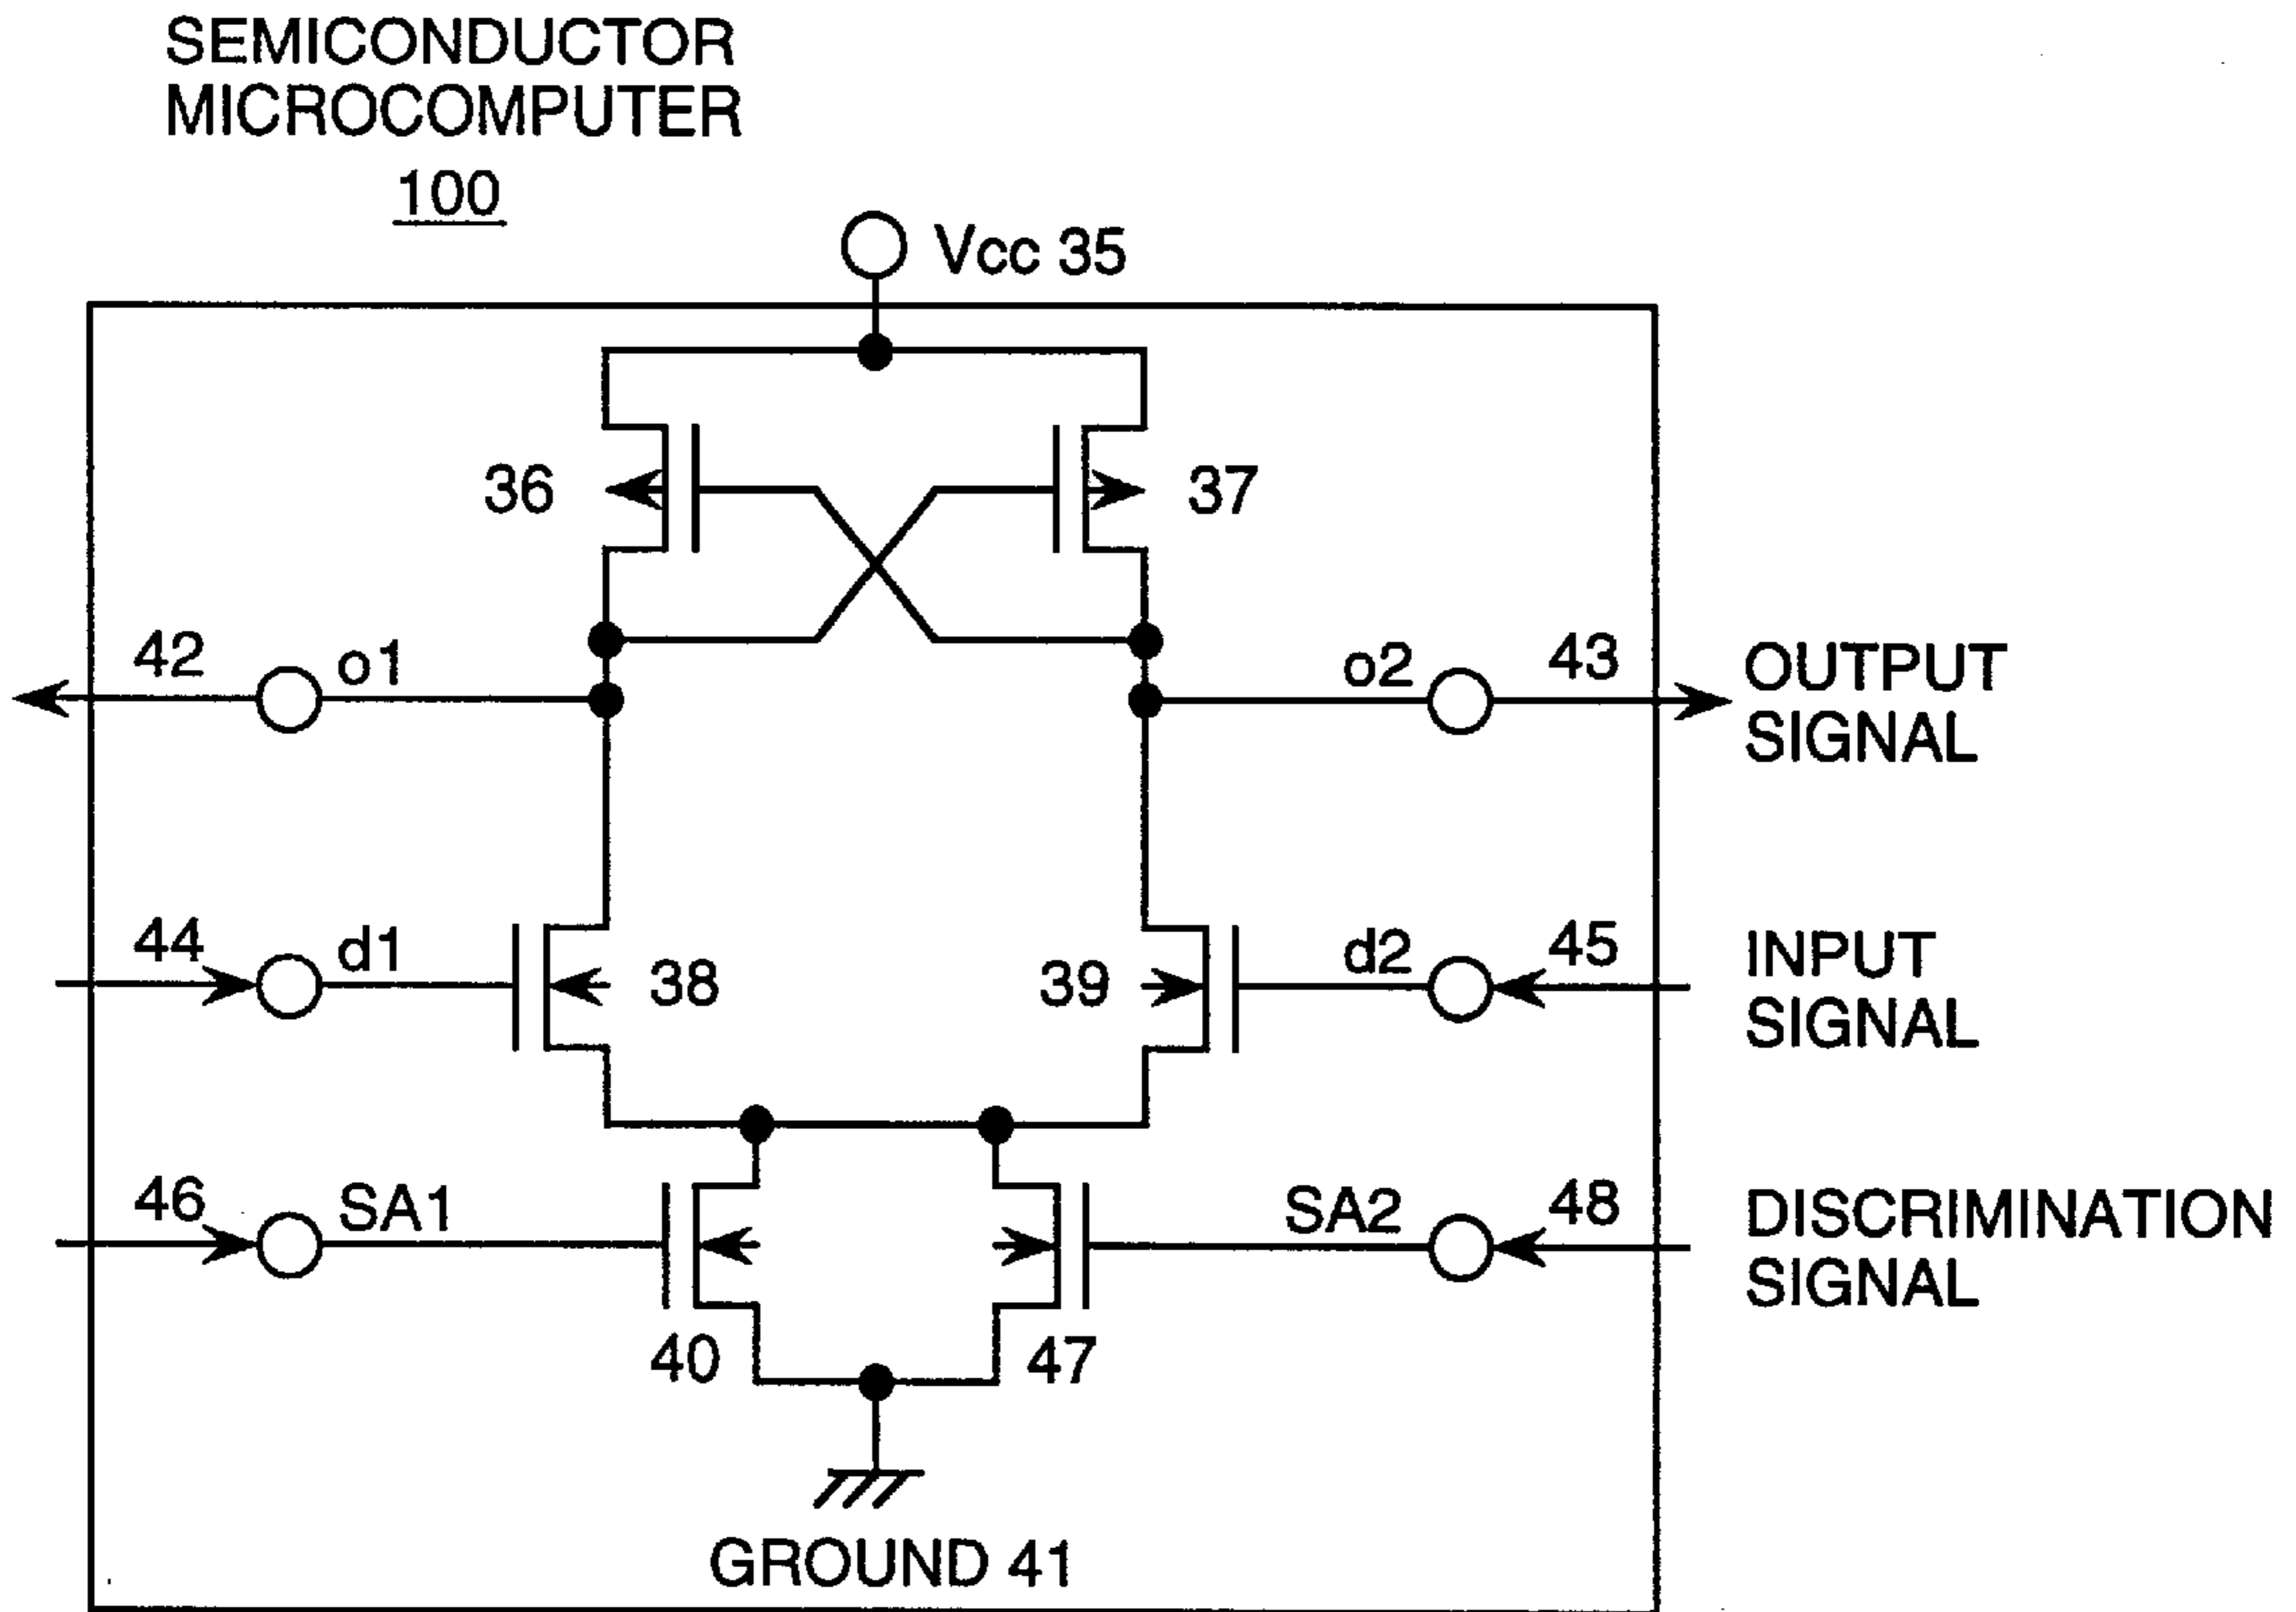 SEMICONDUCTOR
MICROCOMPUTER
100
Vcc 35
36
37
42
o1
o2
43
OUTPUT
SIGNAL
44
d1
38
39
d2
45
INPUT
SIGNAL
46
SA1
SA2
48
DISCRIMINATION
SIGNAL
40
47
GROUND 41